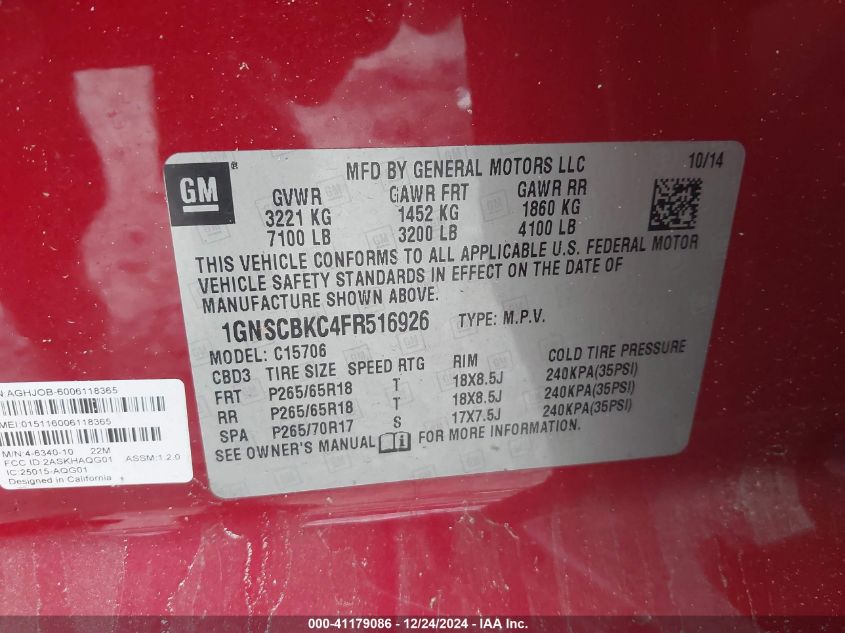 GM ®
MFD BY GENERAL MOTORS LLC 10/14
GVWR GAWR FRT GAWR RR
3221 KG 1452 KG 1860 KG
7100 LB 3200 LB 4100 LB
THIS VEHICLE CONFORMS TO ALL APPLICABLE U.S. FEDERAL MOTOR
VEHICLE SAFETY STANDARDS IN EFFECT ON THE DATE OF
MANUFACTURE SHOWN ABOVE.
1GNSCBKC4FR516926 TYPE: M.P.V.
MODEL: C15706
CBD3 TIRE SIZE SPEED RTG RIM COLD TIRE PRESSURE
FRT P265/65R18 T 18X8.5J 240KPA(35PSI)
RR P265/65R18 T 18X8.5J 240KPA(35PSI)
SPA P265/70R17 S 17X7.5J 240KPA(35PSI)
SEE OWNER'S MANUAL FOR MORE INFORMATION.
N:AGHJOB-6006118365
MEI:015116006118365
M/N:4-6340-10 22M
FCC ID:2ASKHAQG01 ASSM:1.2.0
IC:25015-AQG01
Designed in California
000-41179086 - 12/24/2024 - IAA Inc.